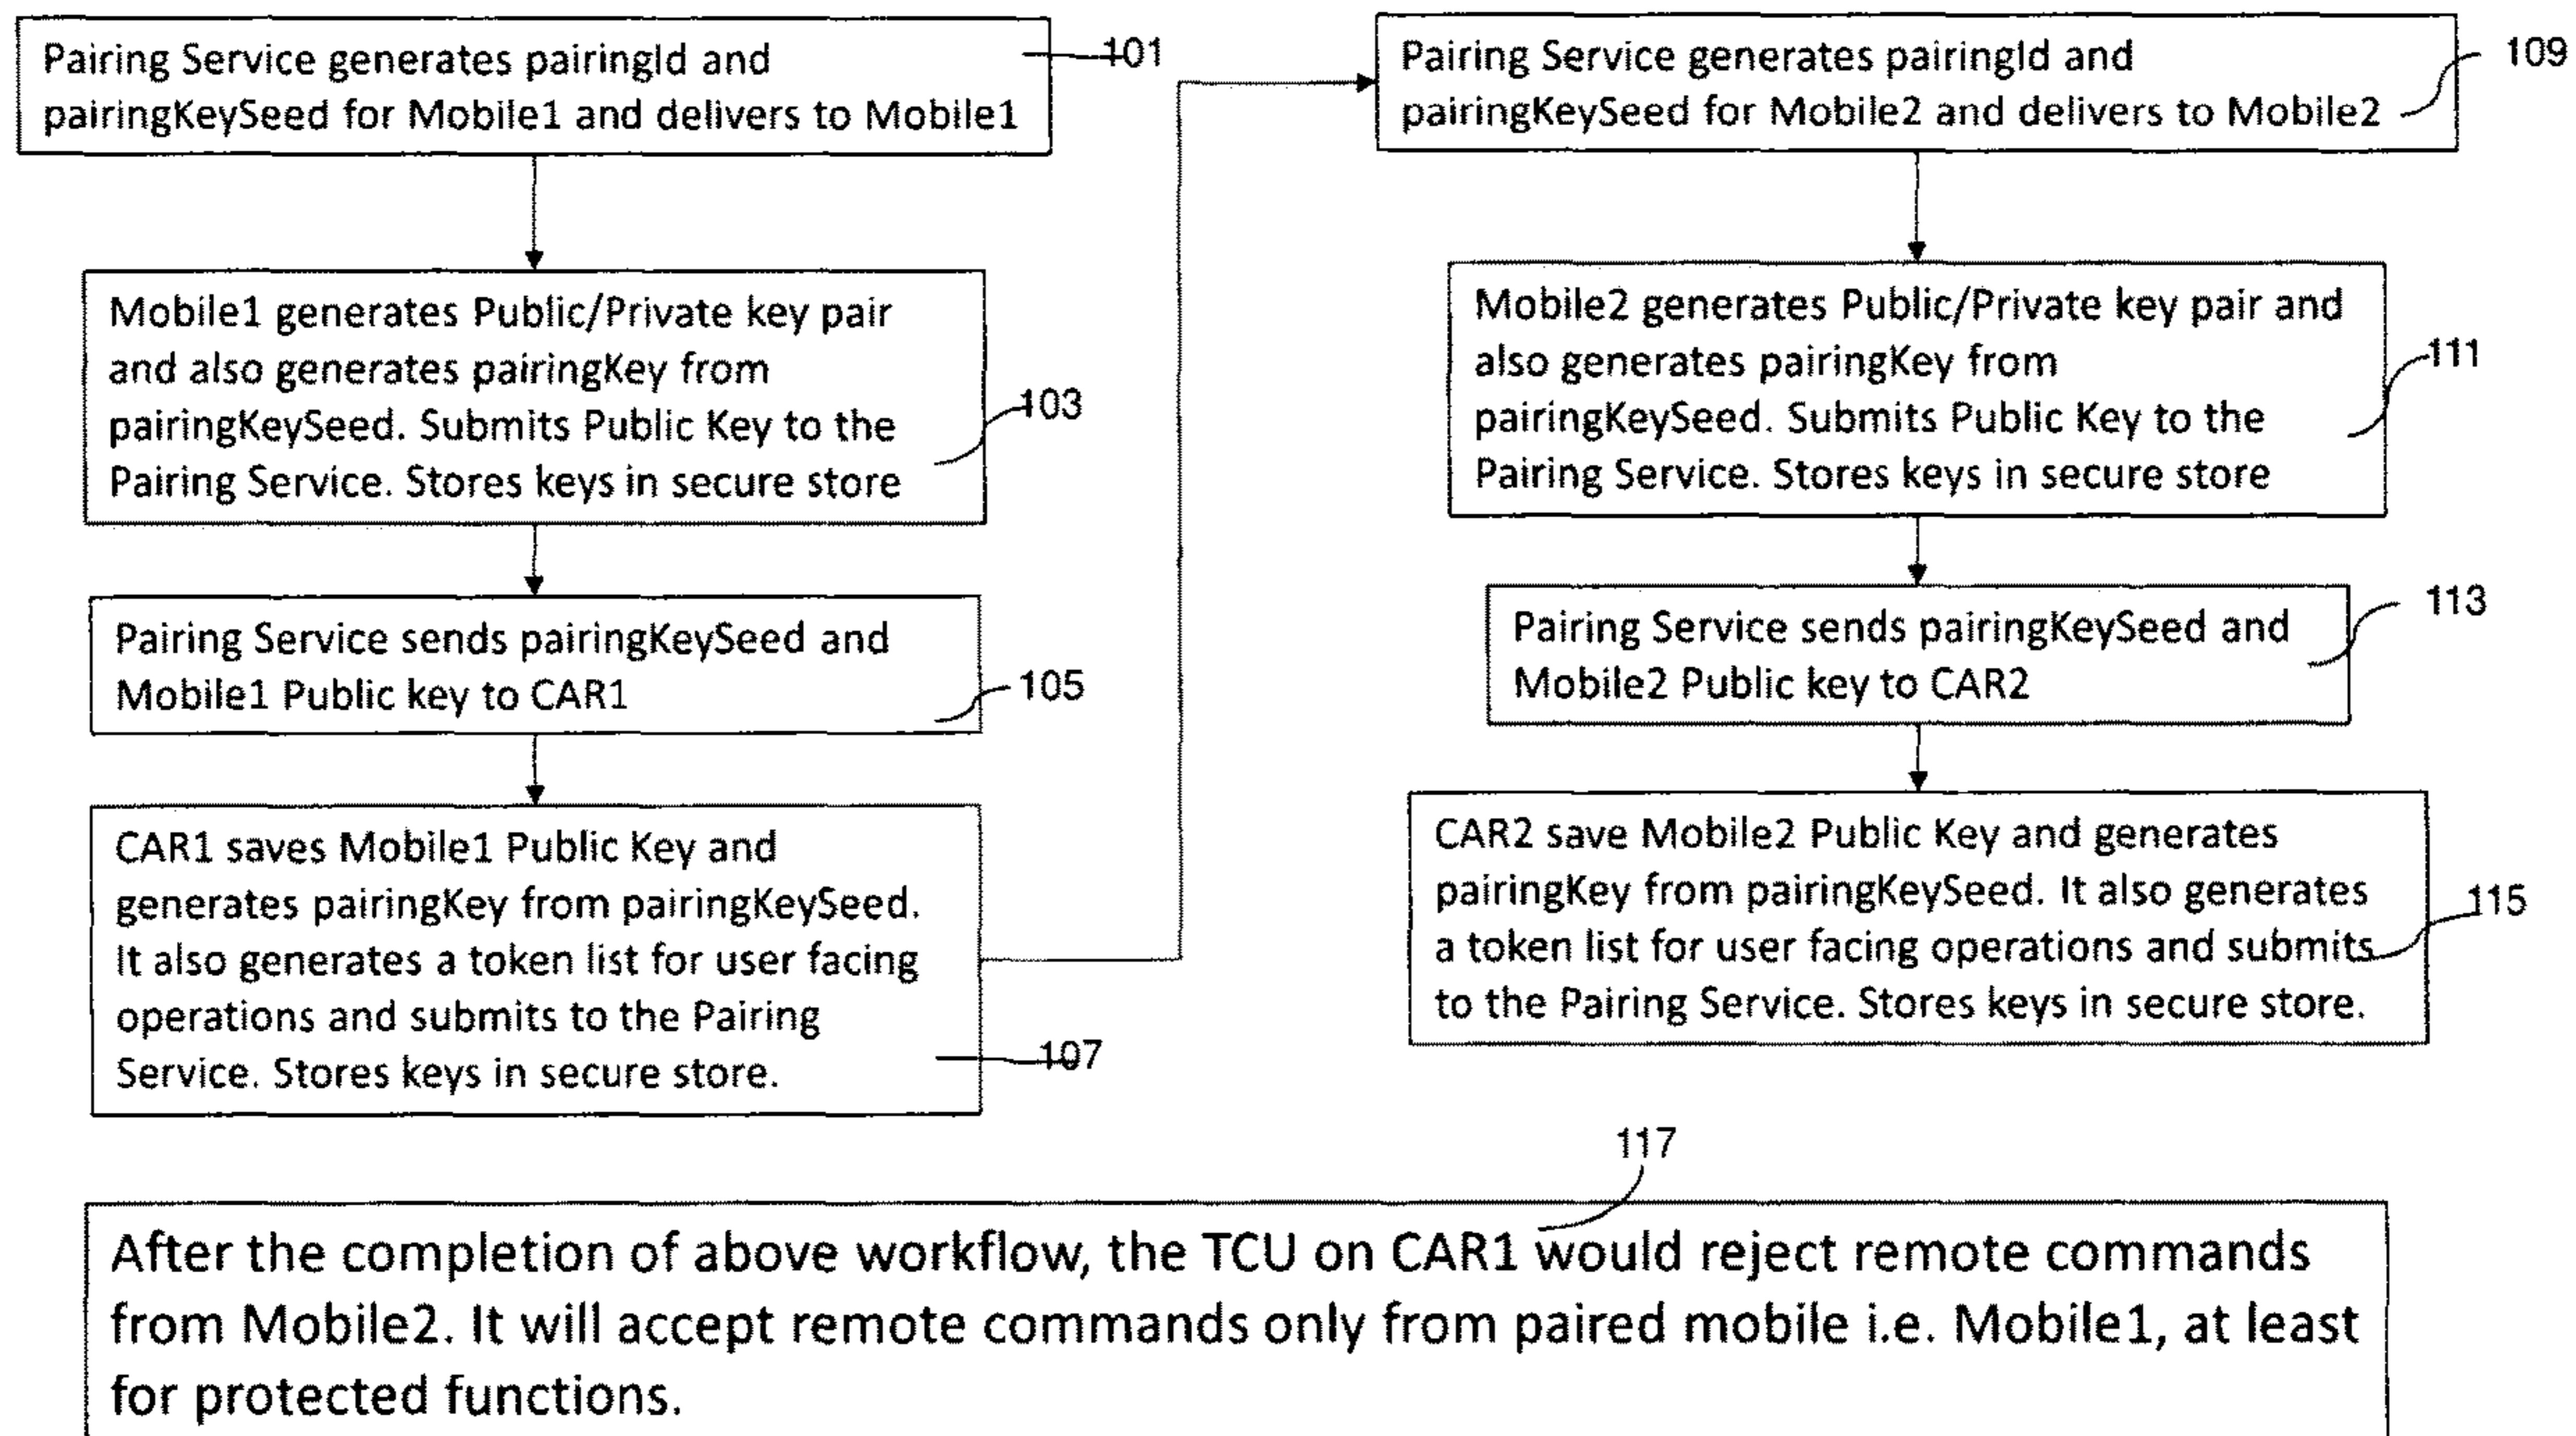 Pairing Service generates pairingId and
pairingKeySeed for Mobile1 and delivers to Mobile1
101
Mobile1 generates Public/Private key pair
and also generates pairingKey from
pairingKeySeed. Submits Public Key to the
Pairing Service. Stores keys in secure store
103
Pairing Service sends pairingKeySeed and
Mobile1 Public key to CAR1
105
CAR1 saves Mobile1 Public Key and
generates pairingKey from pairingKeySeed.
It also generates a token list for user facing
operations and submits to the Pairing
Service. Stores keys in secure store.
107
Pairing Service generates pairingId and
pairingKeySeed for Mobile2 and delivers to Mobile2
109
Mobile2 generates Public/Private key pair and
also generates pairingKey from
pairingKeySeed. Submits Public Key to the
Pairing Service. Stores keys in secure store
111
Pairing Service sends pairingKeySeed and
Mobile2 Public key to CAR2
113
CAR2 save Mobile2 Public Key and generates
pairingKey from pairingKeySeed. It also generates
a token list for user facing operations and submits
to the Pairing Service. Stores keys in secure store.
115
117
After the completion of above workflow, the TCU on CAR1 would reject remote commands
from Mobile2. It will accept remote commands only from paired mobile i.e. Mobile1, at least
for protected functions.